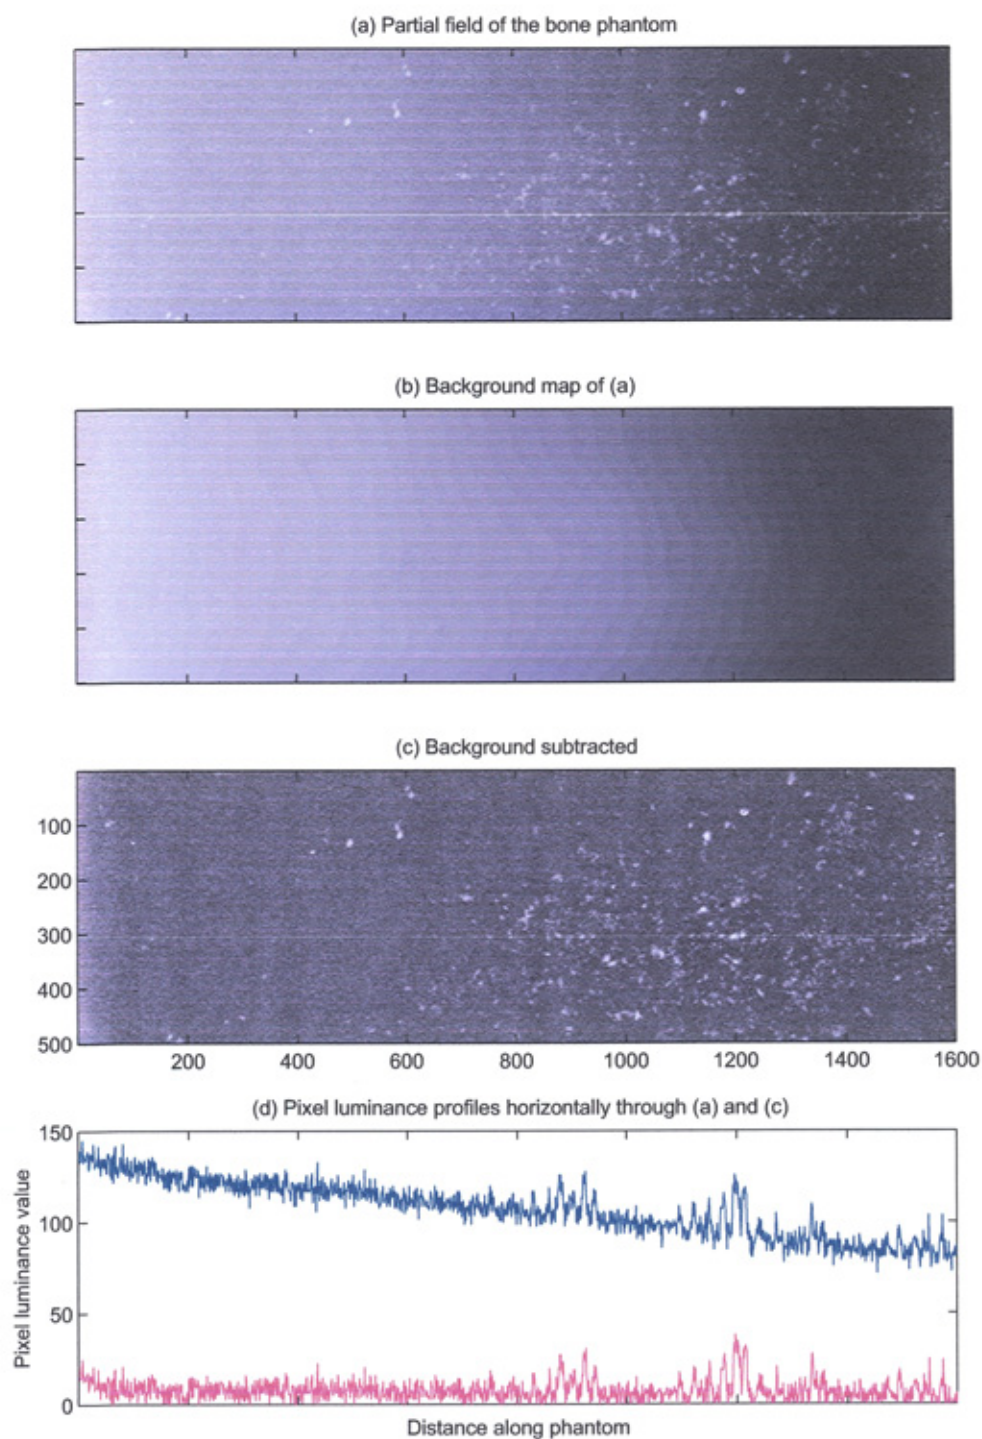 (a) Partial field of the bone phantom
(b) Background map of (a)
(c) Background subtracted
100
200
300
400
500
200 400 600 800 1000 1200 1400 1600
(d) Pixel luminance profiles horizontally through (a) and (c)
150
100
50
0
Pixel luminance value
Distance along phantom